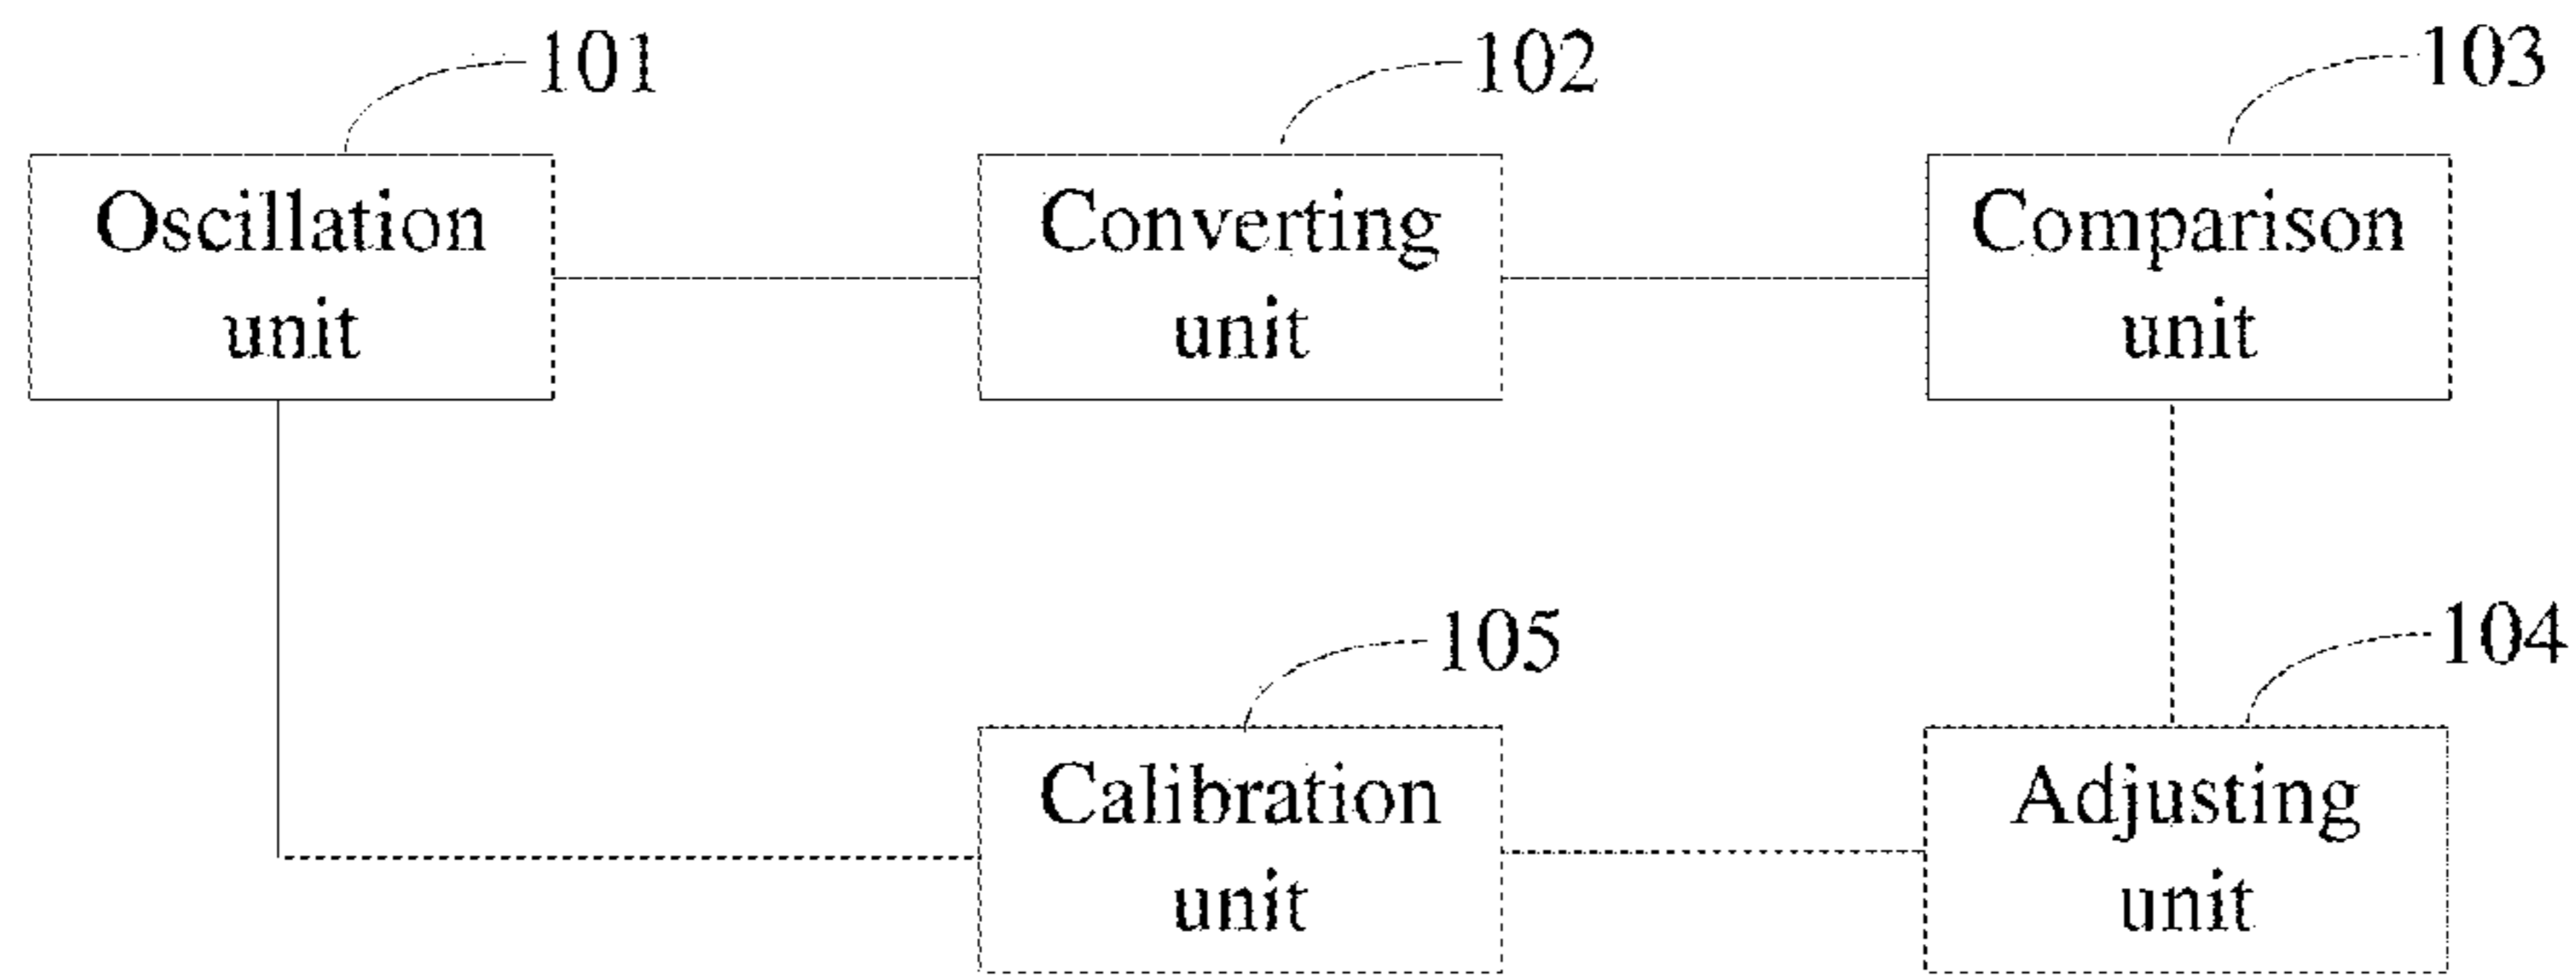 101
102
103
Oscillation
unit
Converting
unit
Comparison
unit
105
104
Calibration
unit
Adjusting
unit